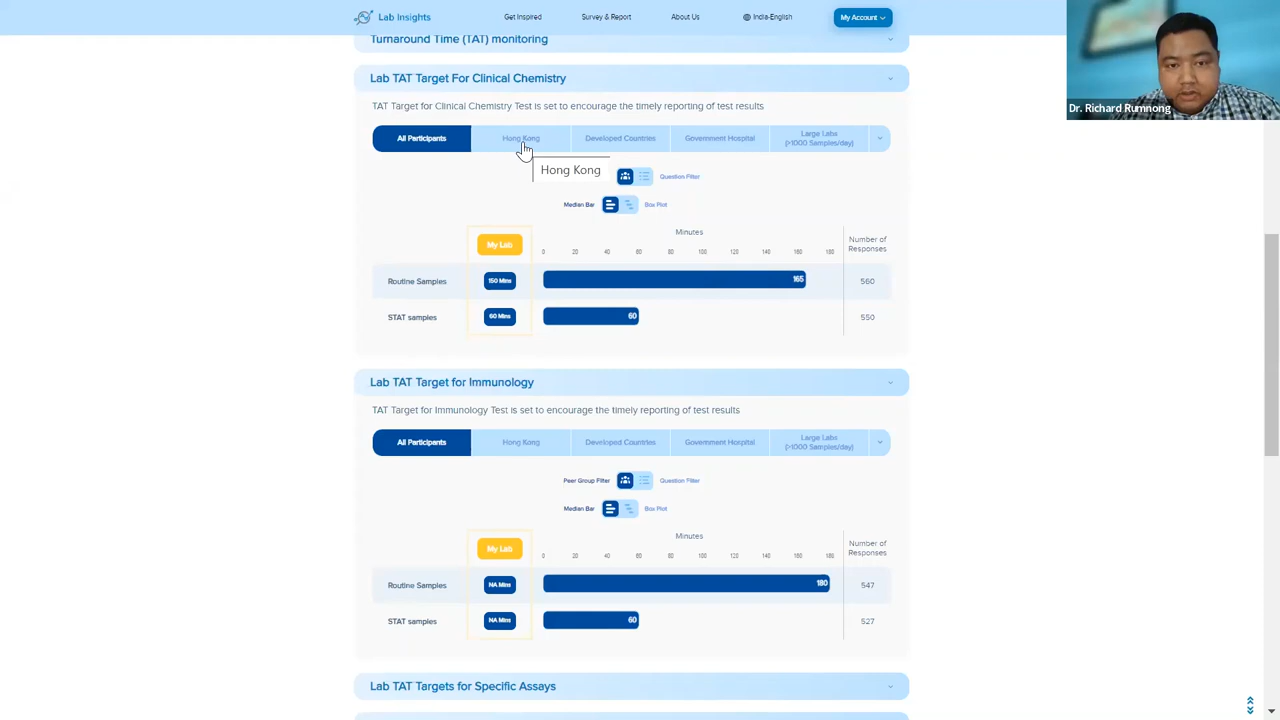 Lab Insights
Get Inspired
Survey & Report
About Us
India-English
My Account
Turnaround Time (TAT) monitoring
Dr. Richard Rumnong
Lab TAT Target For Clinical Chemistry
TAT Target for Clinical Chemistry Test is set to encourage the timely reporting of test results
All Participants
Hong Kong
Developed Countries
Government Hospital
Large Labs
(>1000 Samples/day)
Hong Kong
Question Filter
Median Bar
Box Plot
Minutes
My Lab
0 20 40 60 80 100 120 140 160 180
Number of
Responses
Routine Samples
150 Mins
165
560
STAT samples
60 Mins
60
550
Lab TAT Target for Immunology
TAT Target for Immunology Test is set to encourage the timely reporting of test results
All Participants
Hong Kong
Developed Countries
Government Hospital
Large Labs
(>1000 Samples/day)
Peer Group Filter
Question Filter
Median Bar
Box Plot
Minutes
My Lab
0 20 40 60 80 100 120 140 160 180
Number of
Responses
Routine Samples
NA Mins
180
547
STAT samples
NA Mins
60
527
Lab TAT Targets for Specific Assays